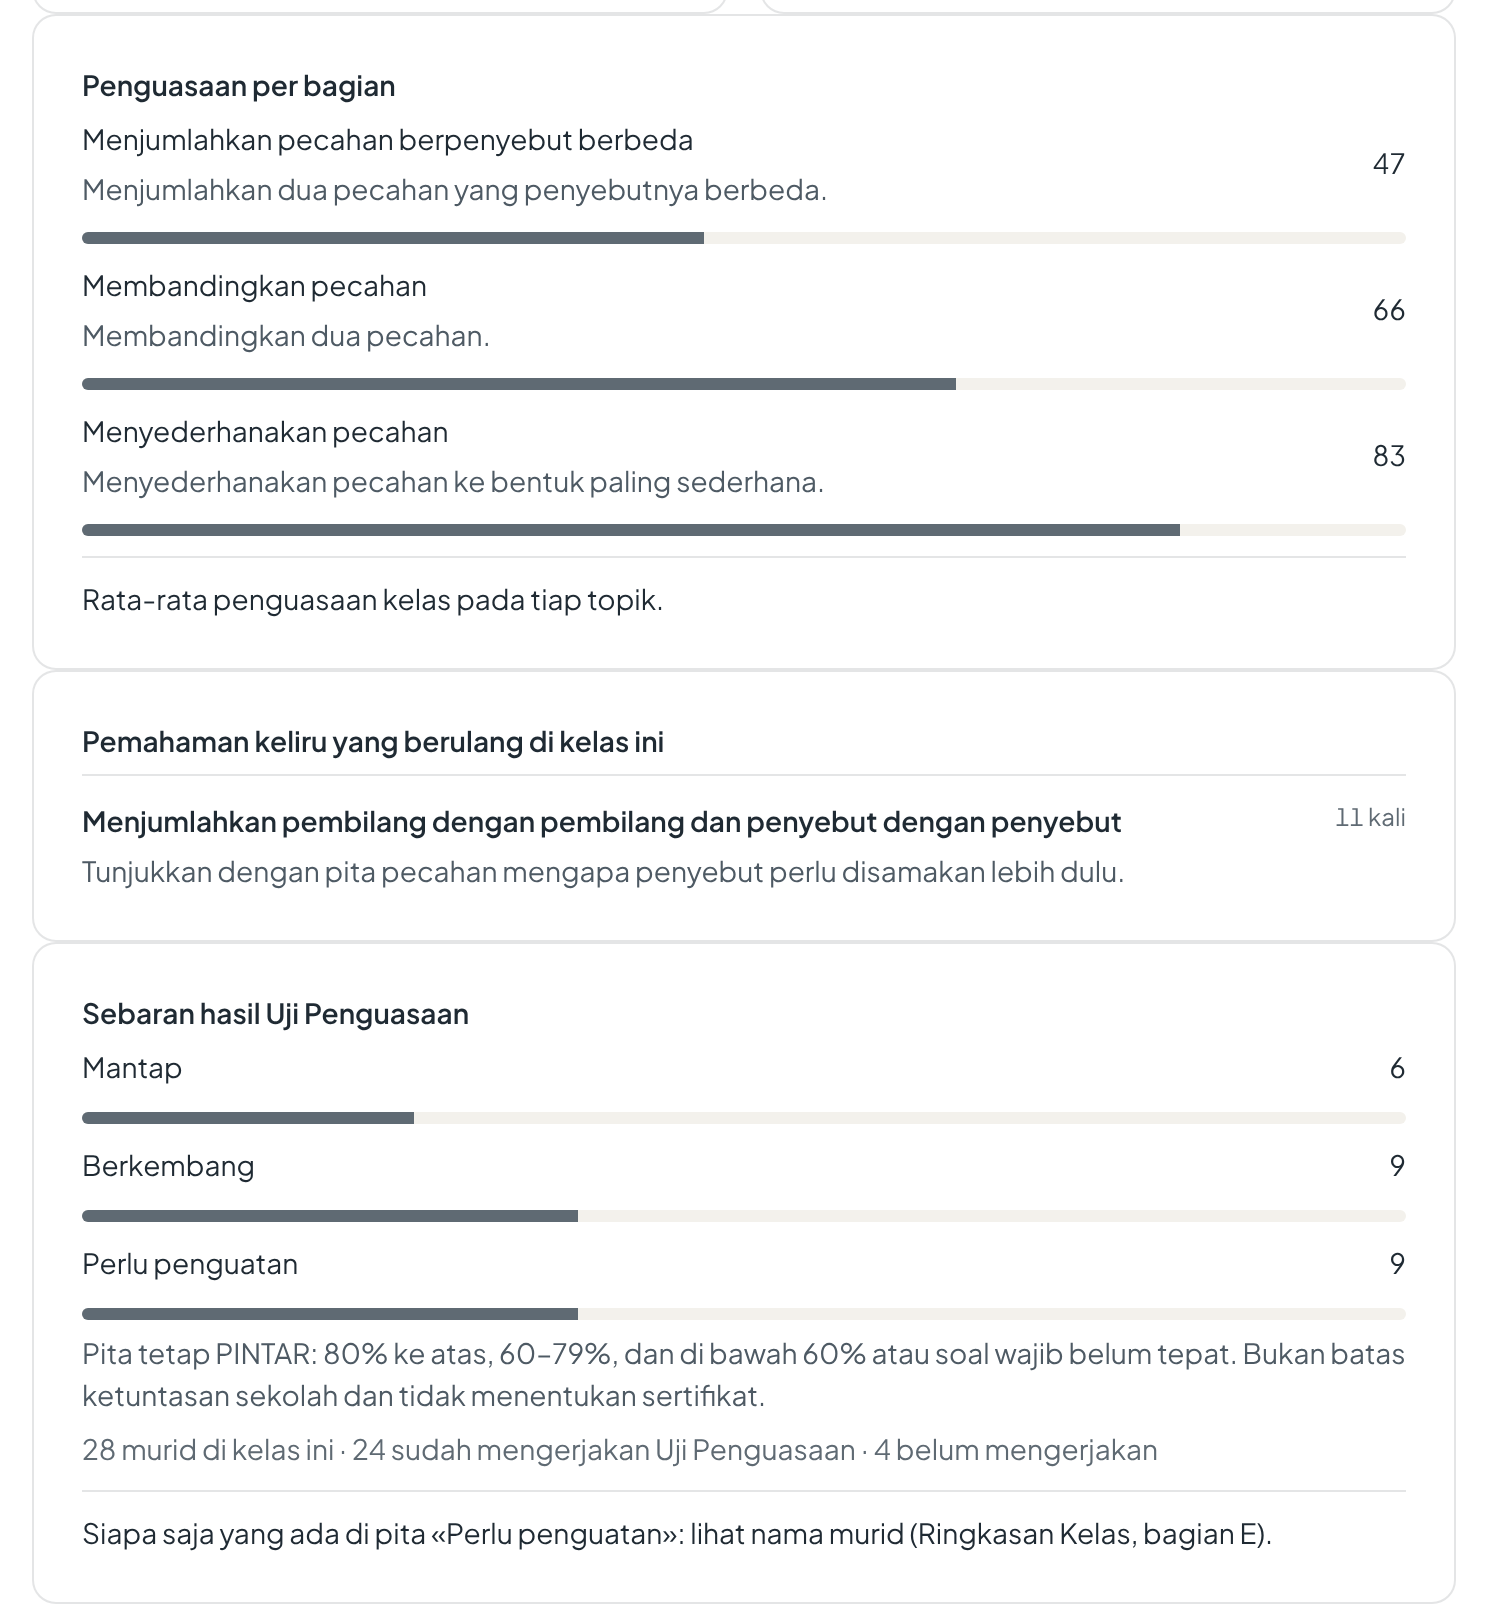 Penguasaan per bagian
Menjumlahkan pecahan berpenyebut berbeda
47
Menjumlahkan dua pecahan yang penyebutnya berbeda.
Membandingkan pecahan
66
Membandingkan dua pecahan.
Menyederhanakan pecahan
83
Menyederhanakan pecahan ke bentuk paling sederhana.
Rata-rata penguasaan kelas pada tiap topik.
Pemahaman keliru yang berulang di kelas ini
Menjumlahkan pembilang dengan pembilang dan penyebut dengan penyebut
11 kali
Tunjukkan dengan pita pecahan mengapa penyebut perlu disamakan lebih dulu.
Sebaran hasil Uji Penguasaan
Mantap 6
Berkembang 9
Perlu penguatan 9
Pita tetap PINTAR: 80% ke atas, 60–79%, dan di bawah 60% atau soal wajib belum tepat. Bukan batas
ketuntasan sekolah dan tidak menentukan sertifikat.
28 murid di kelas ini · 24 sudah mengerjakan Uji Penguasaan · 4 belum mengerjakan
Siapa saja yang ada di pita «Perlu penguatan»: lihat nama murid (Ringkasan Kelas, bagian E).